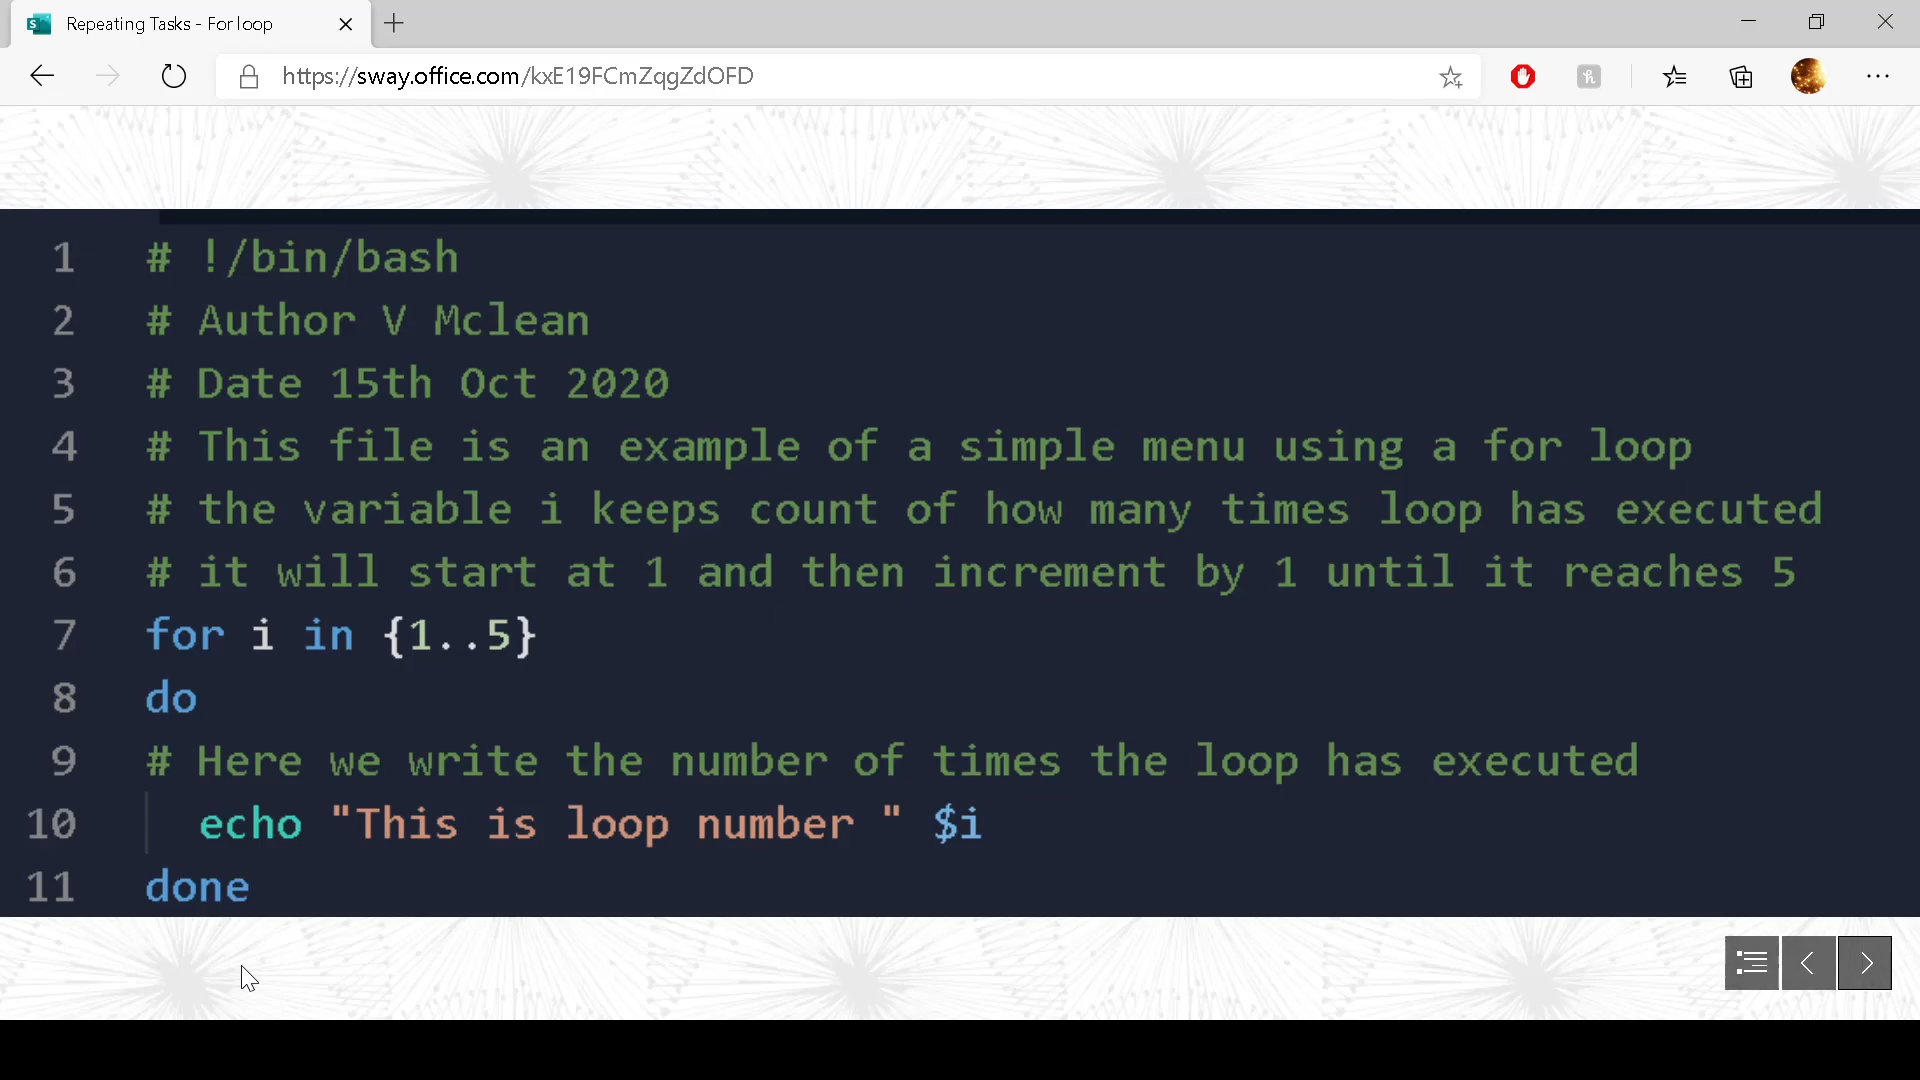 Repeating Tasks - For loop
https://sway.office.com/kxE19FCmZqgZdOFD
1 # !/bin/bash
2 # Author V Mclean
3 # Date 15th Oct 2020
4 # This file is an example of a simple menu using a for loop
5 # the variable i keeps count of how many times loop has executed
6 # it will start at 1 and then increment by 1 until it reaches 5
7 for i in {1..5}
8 do
9 # Here we write the number of times the loop has executed
10 echo "This is loop number " $i
11 done